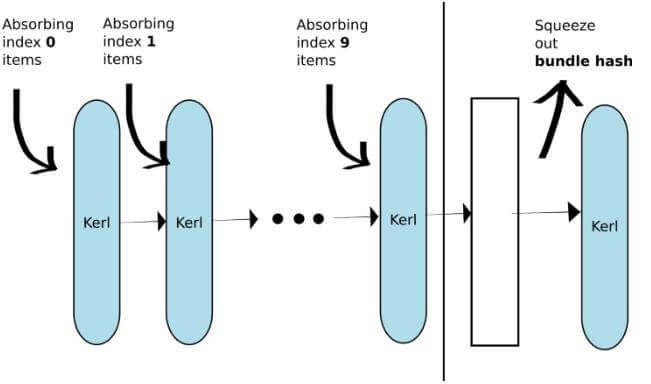 Absorbing
index 0
items
Absorbing
index 1
items
Absorbing
index 9
items
Squeeze
out
bundle hash
Kerl
Kerl
Kerl
Kerl